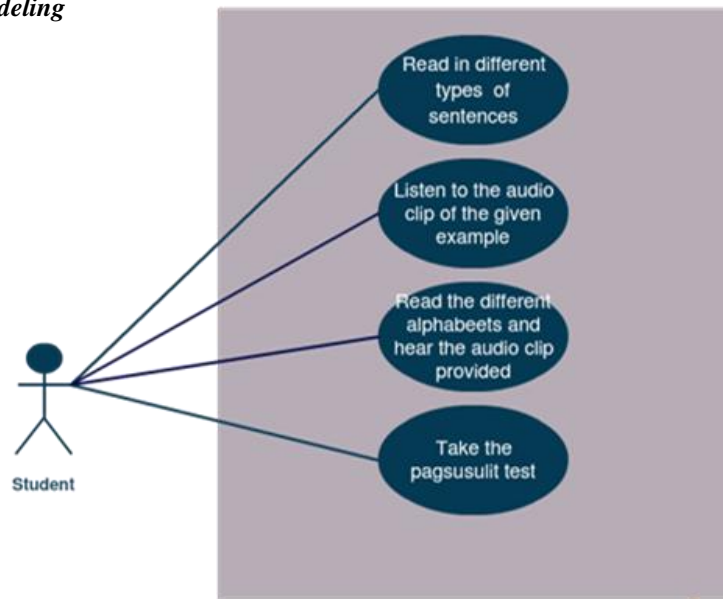 Read in different
types of
sentences
Listen to the audio
clip of the given
example
Read the different
alphabeets and
hear the audio clip
provided
Take the
pagsusulit test
Student